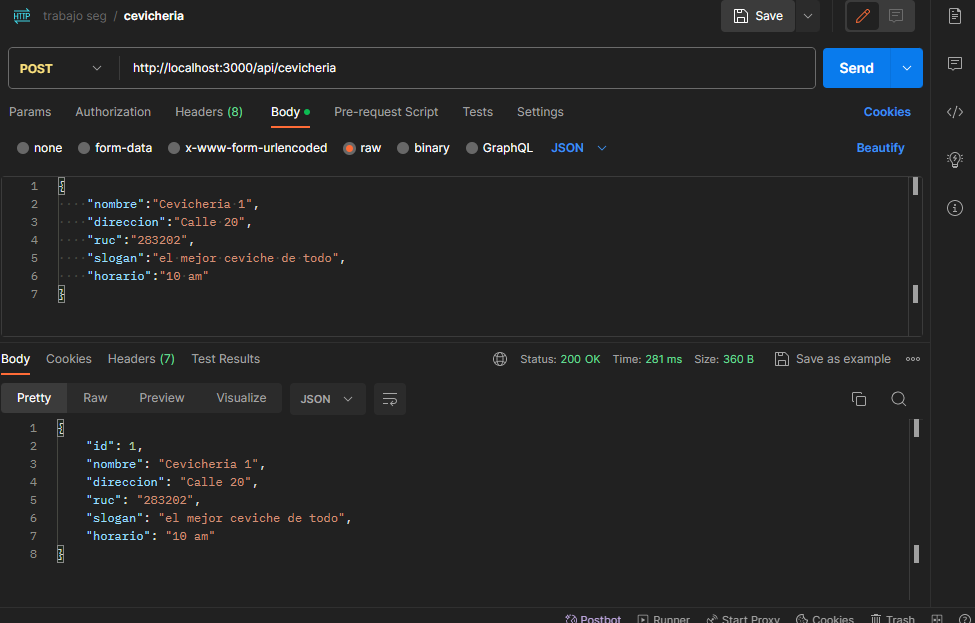 HTTP trabajo seg / cevicheria Save
POST http://localhost:3000/api/cevicheria Send
Params Authorization Headers (8) Body Pre-request Script Tests Settings Cookies
none form-data x-www-form-urlencoded raw binary GraphQL JSON Beautify
1 {
2 "nombre":"Cevicheria 1",
3 "direccion":"Calle 20",
4 "ruc":"283202",
5 "slogan":"el mejor ceviche de todo",
6 "horario":"10 am"
7 }
Body Cookies Headers (7) Test Results Status: 200 OK Time: 281 ms Size: 360 B Save as example
Pretty Raw Preview Visualize JSON
1 {
2 "id": 1,
3 "nombre": "Cevicheria 1",
4 "direccion": "Calle 20",
5 "ruc": "283202",
6 "slogan": "el mejor ceviche de todo",
7 "horario": "10 am"
8 }
Postbot Runner Start Proxy Cookies Trash